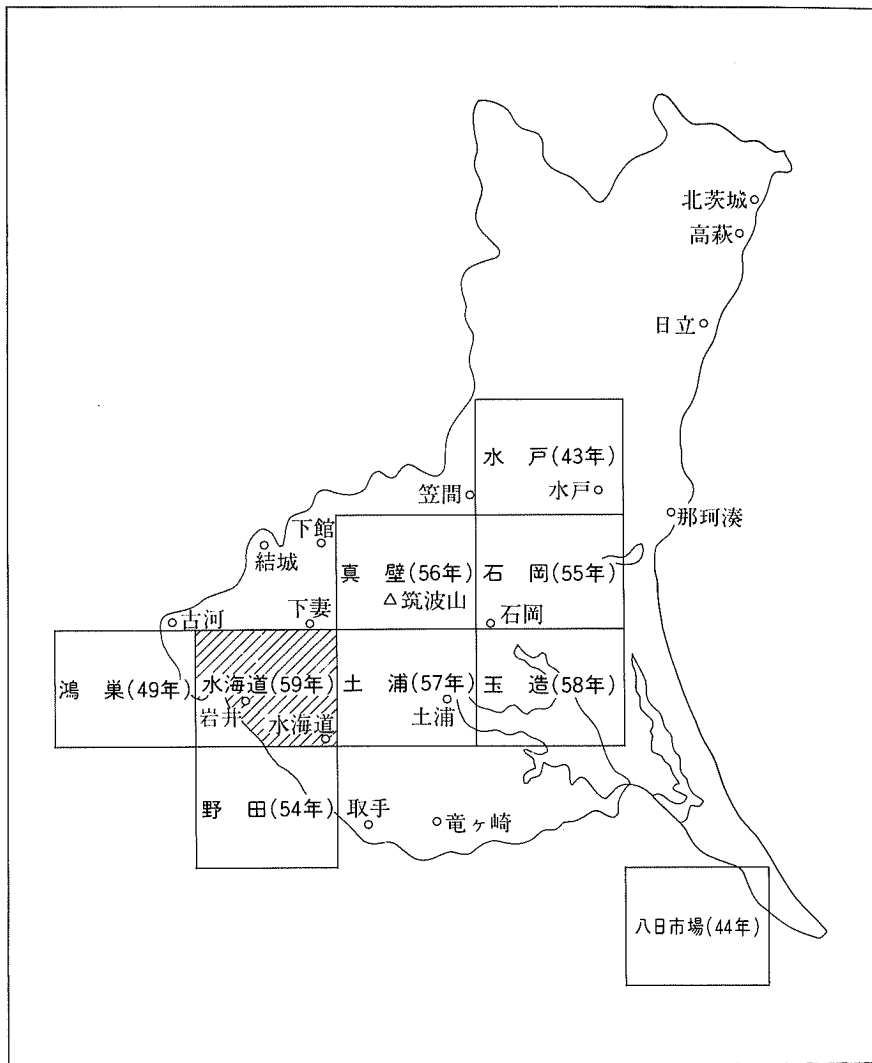 北茨城
高萩
日立
水 戸(43年)
笠間
水戸
那珂湊
下館
結城
真 壁(56年)
石 岡(55年)
筑波山
古河
下妻
石岡
鴻 巣(49年)
水海道(59年)
土 浦(57年)
玉 造(58年)
岩井
水海道
土浦
野 田(54年)
取手
竜ヶ崎
八日市場(44年)